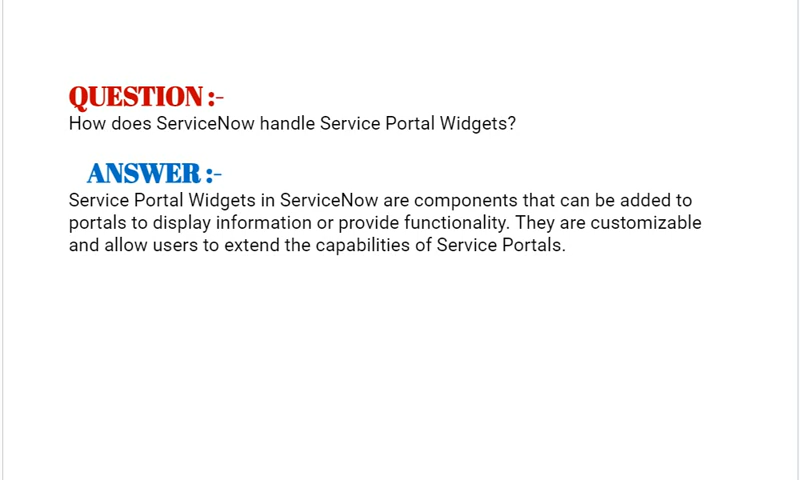 QUESTION :-
How does ServiceNow handle Service Portal Widgets?
ANSWER :-
Service Portal Widgets in ServiceNow are components that can be added to
portals to display information or provide functionality. They are customizable
and allow users to extend the capabilities of Service Portals.